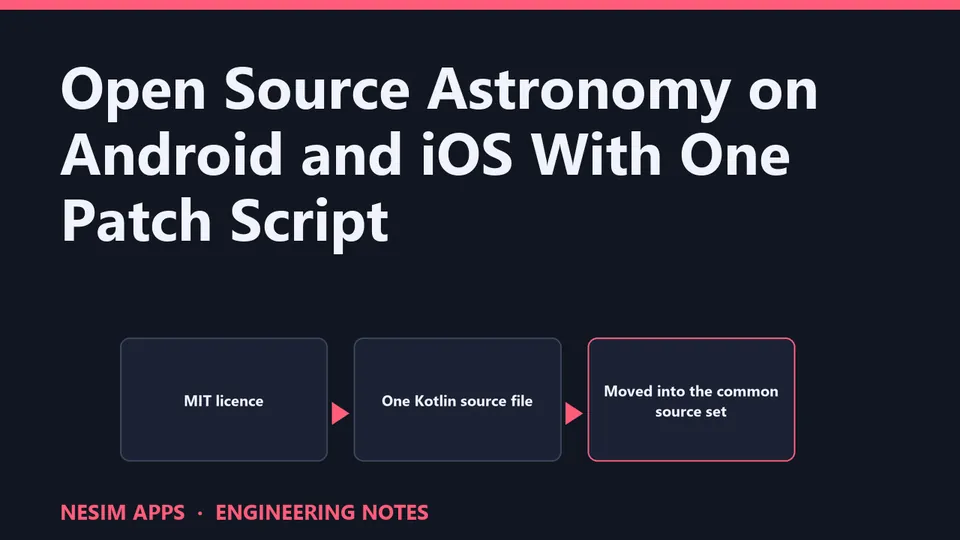 Open Source Astronomy on
Android and iOS With One
Patch Script
MIT licence
One Kotlin source file
Moved into the common
source set
NESIM APPS · ENGINEERING NOTES